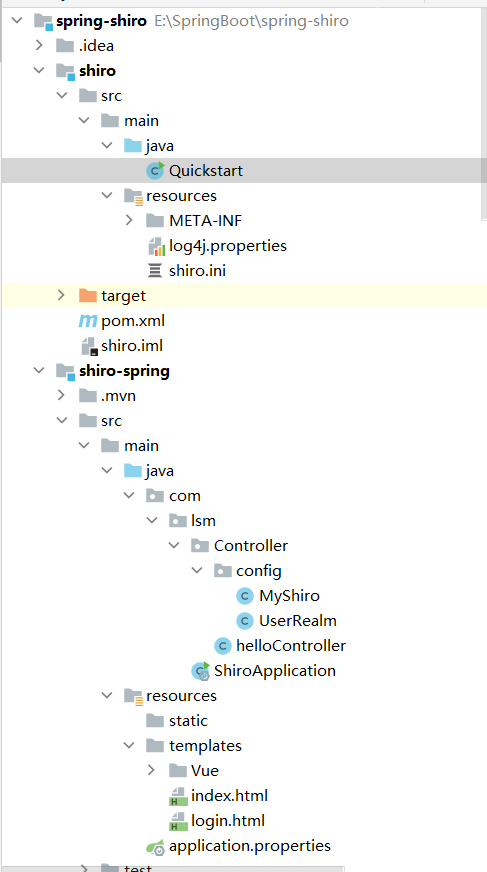 spring-shiro E:\SpringBoot\spring-shiro
.idea
shiro
src
main
java
Quickstart
resources
META-INF
log4j.properties
shiro.ini
target
pom.xml
shiro.iml
shiro-spring
.mvn
src
main
java
com
lsm
Controller
config
MyShiro
UserRealm
helloController
ShiroApplication
resources
static
templates
Vue
index.html
login.html
application.properties
test